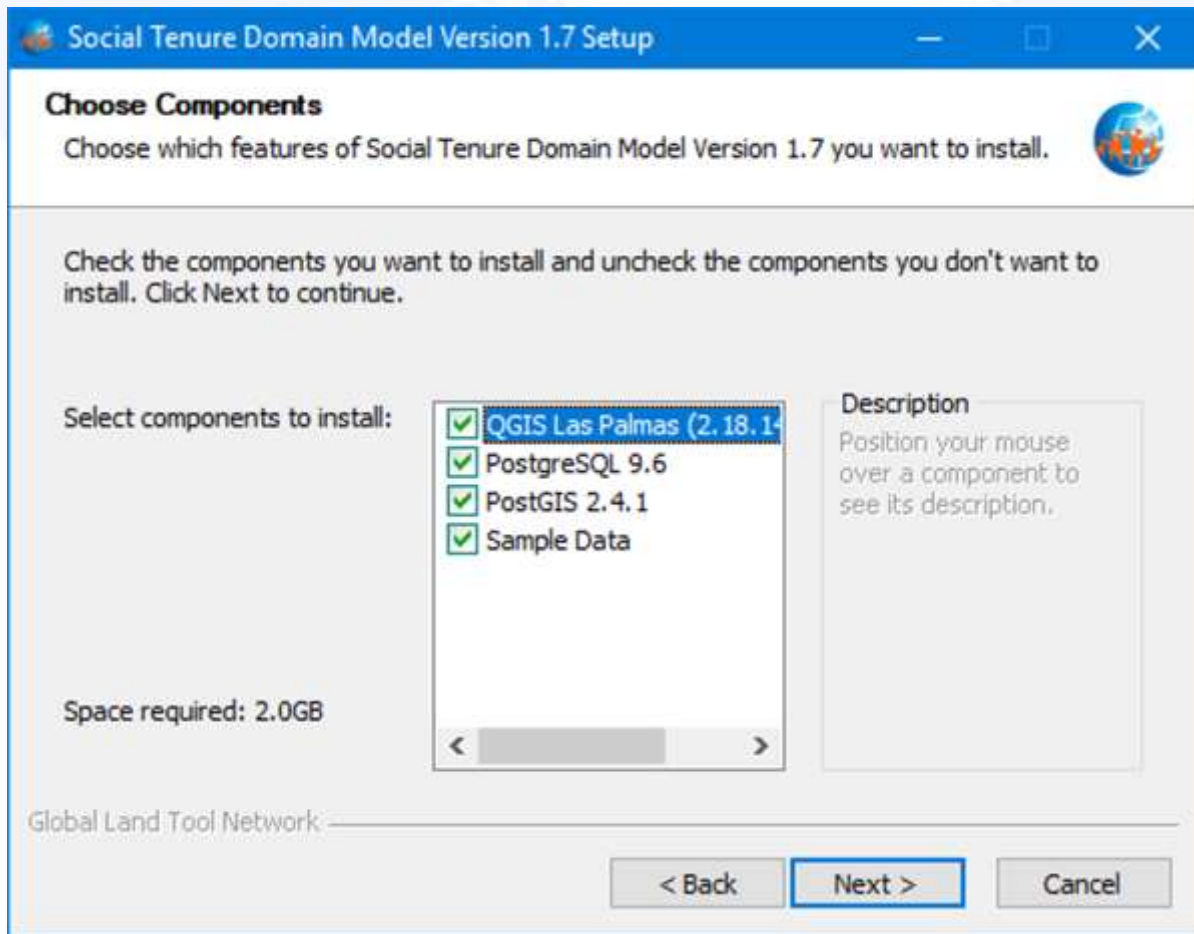 Social Tenure Domain Model Version 1.7 Setup
Choose Components
Choose which features of Social Tenure Domain Model Version 1.7 you want to install.
Check the components you want to install and uncheck the components you don't want to
install. Click Next to continue.
Select components to install:
QGIS Las Palmas (2.18.14
PostgreSQL 9.6
PostGIS 2.4.1
Sample Data
Description
Position your mouse
over a component to
see its description.
Space required: 2.0GB
Global Land Tool Network
< Back
Next >
Cancel